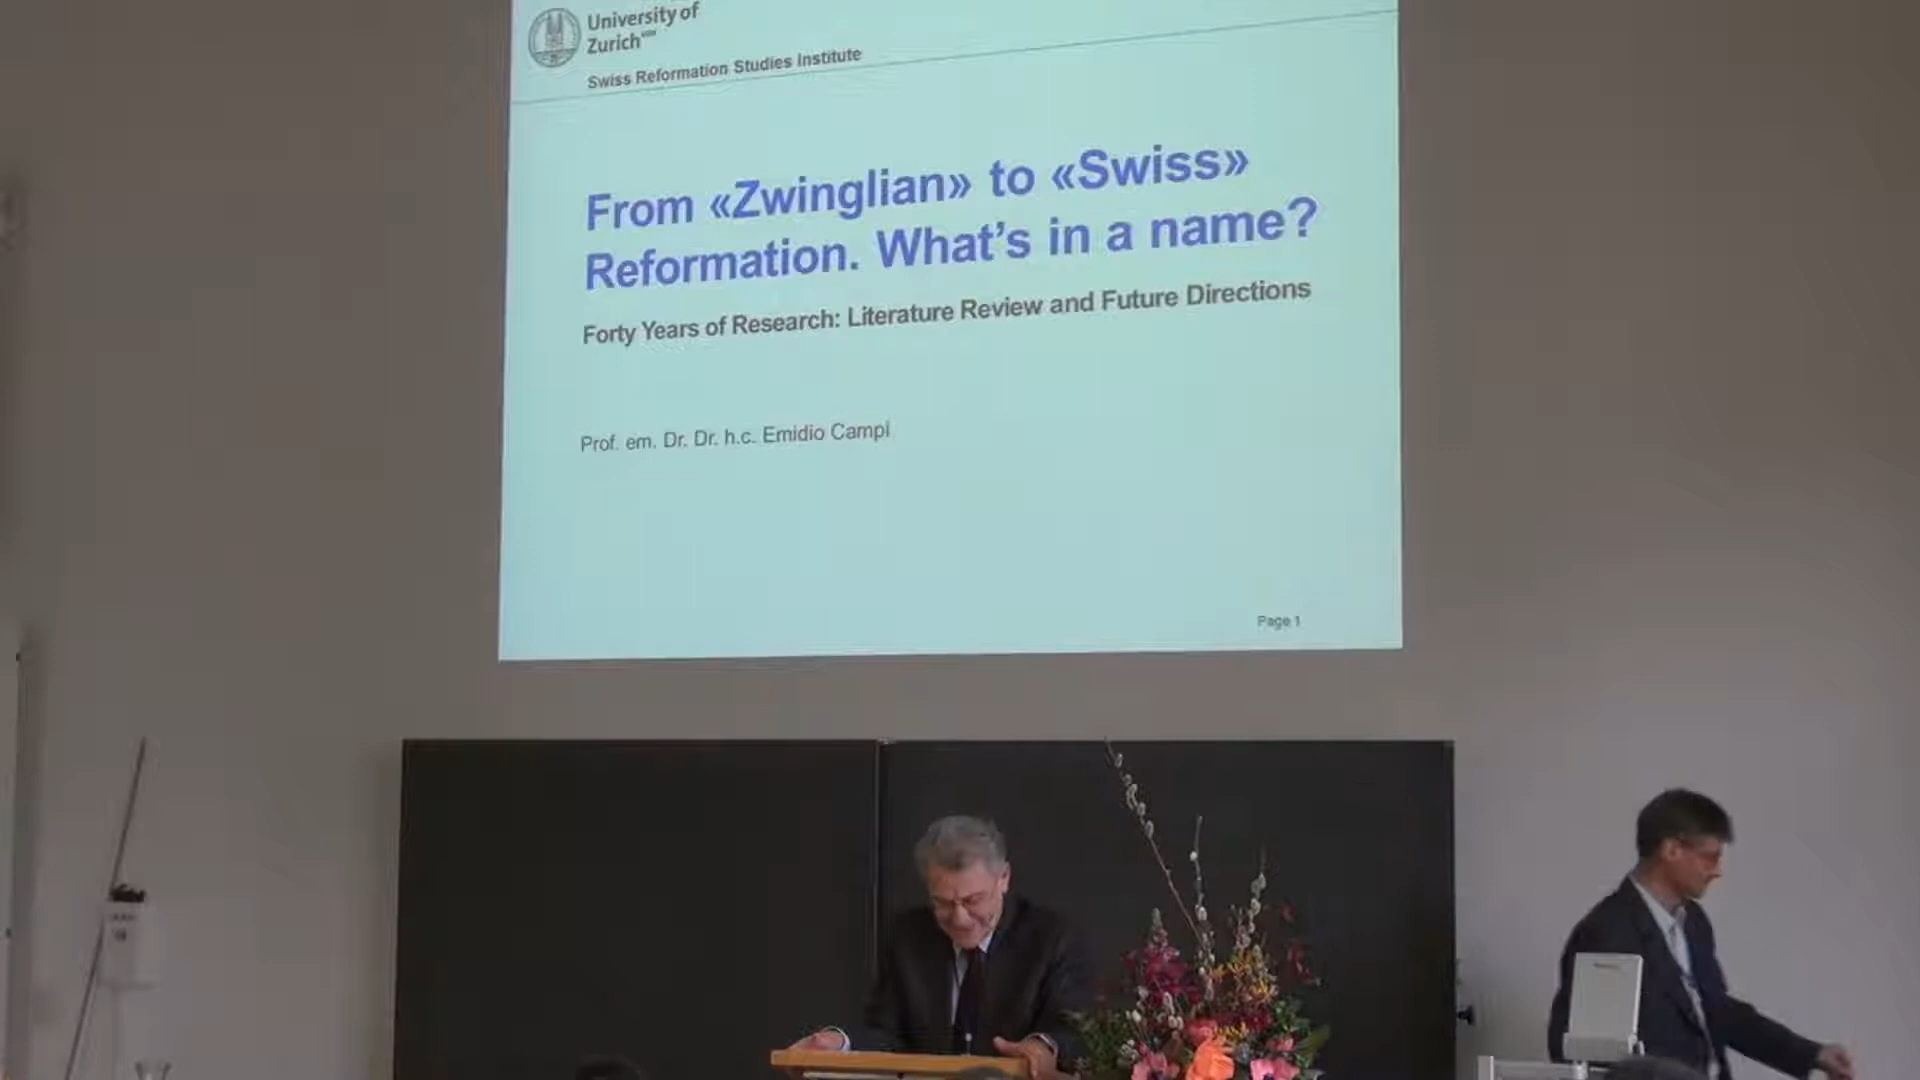 University of
Zurich
Swiss Reformation Studies Institute
From «Zwinglian» to «Swiss»
Reformation. What's in a name?
Forty Years of Research: Literature Review and Future Directions
Prof. em. Dr. Dr. h.c. Emidio Campi
Page 1